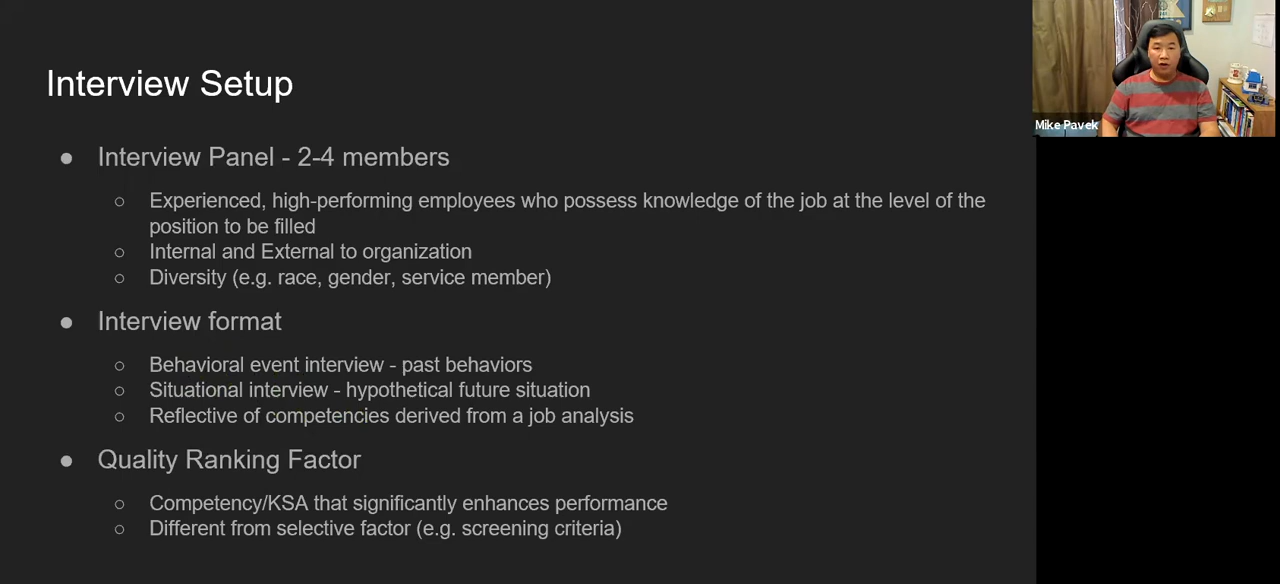 Interview Setup
● Interview Panel - 2-4 members
○ Experienced, high-performing employees who possess knowledge of the job at the level of the
position to be filled
○ Internal and External to organization
○ Diversity (e.g. race, gender, service member)
● Interview format
○ Behavioral event interview - past behaviors
○ Situational interview - hypothetical future situation
○ Reflective of competencies derived from a job analysis
● Quality Ranking Factor
○ Competency/KSA that significantly enhances performance
○ Different from selective factor (e.g. screening criteria)
Mike Pavek